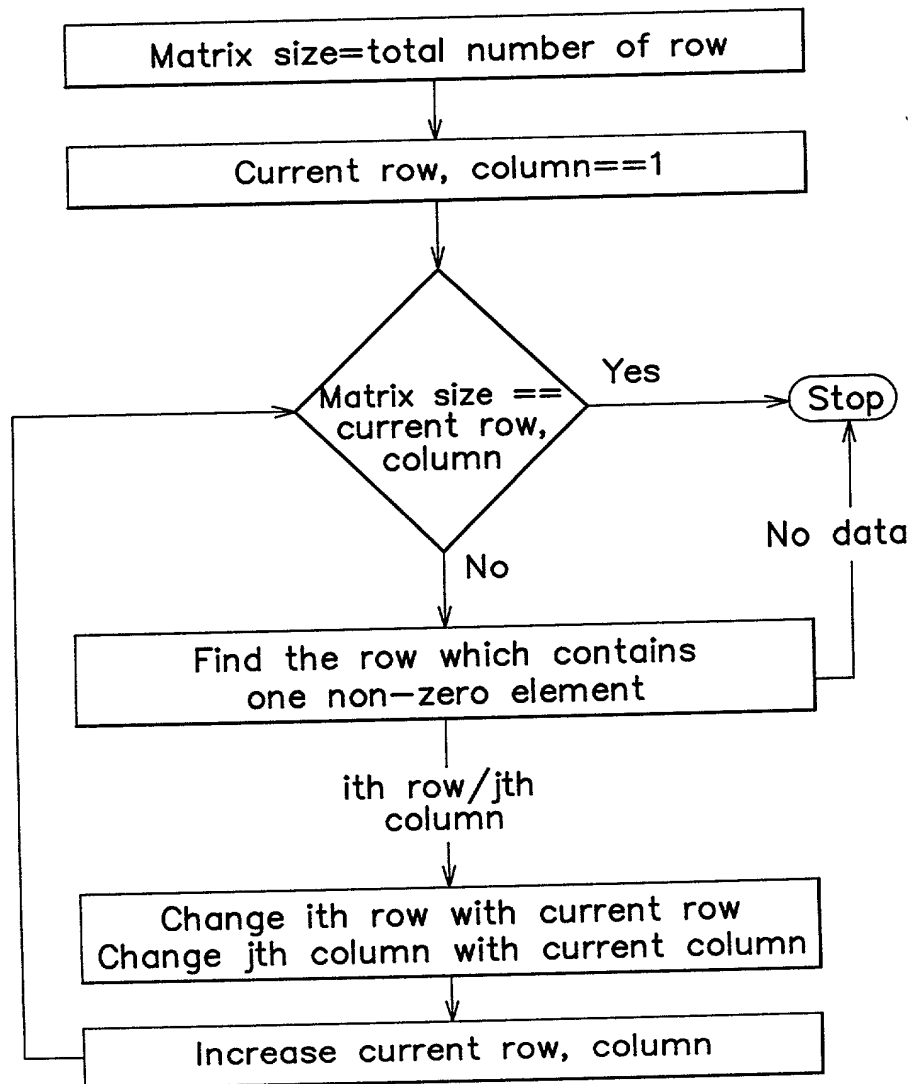 Matrix size=total number of row
Current row, column==1
Matrix size ==
current row,
column
Yes
Stop
No data
No
Find the row which contains
one non-zero element
ith row/jth
column
Change ith row with current row
Change jth column with current column
Increase current row, column